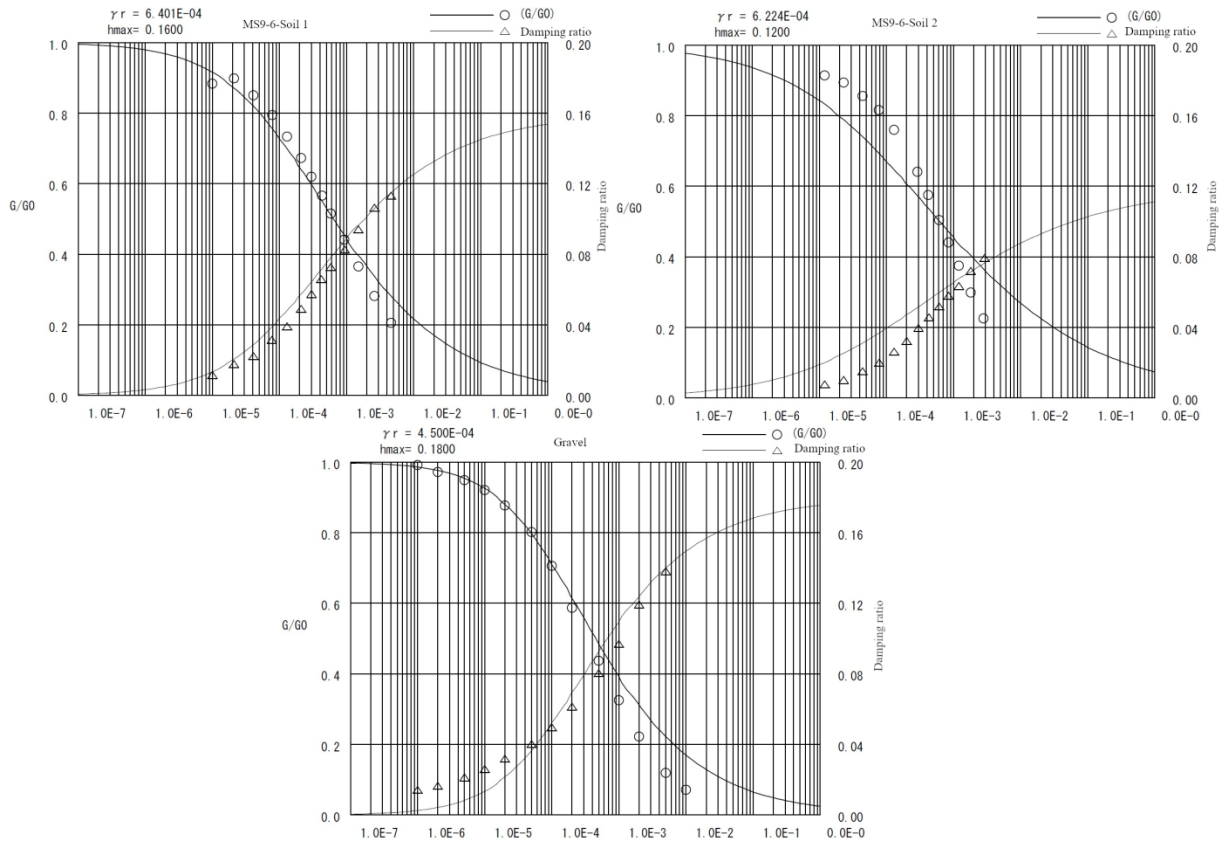 γr = 6.401E-04
hmax= 0.1600
MS9-6-Soil 1
(G/G0)
Damping ratio
1.0
0.8
0.6
G/G0
0.4
0.2
0.0
0.20
0.16
0.12
Damping ratio
0.08
0.04
0.00
1.0E-7 1.0E-6 1.0E-5 1.0E-4 1.0E-3 1.0E-2 1.0E-1 0.0E-0
γr = 6.224E-04
hmax= 0.1200
MS9-6-Soil 2
(G/G0)
Damping ratio
1.0
0.8
0.6
G/G0
0.4
0.2
0.0
0.20
0.16
0.12
Damping ratio
0.08
0.04
0.00
1.0E-7 1.0E-6 1.0E-5 1.0E-4 1.0E-3 1.0E-2 1.0E-1 0.0E-0
γr = 4.500E-04
hmax= 0.1800
Gravel
(G/G0)
Damping ratio
1.0
0.8
0.6
G/G0
0.4
0.2
0.0
0.20
0.16
0.12
Damping ratio
0.08
0.04
0.00
1.0E-7 1.0E-6 1.0E-5 1.0E-4 1.0E-3 1.0E-2 1.0E-1 0.0E-0